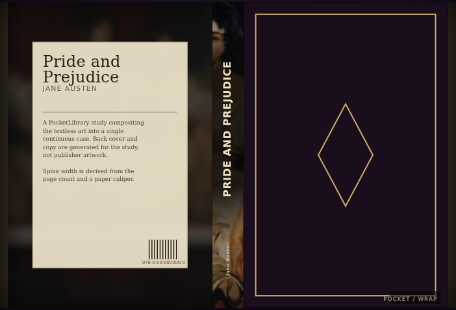 Pride and
Prejudice
JANE AUSTEN
A PocketLibrary study compositing
the textless art into a single
continuous case. Back cover and
copy are generated for the study,
not publisher artwork.
Spine width is derived from the
page count and a paper caliper.
PRIDE AND PREJUDICE
Jane Austen
POCKET / WRAP